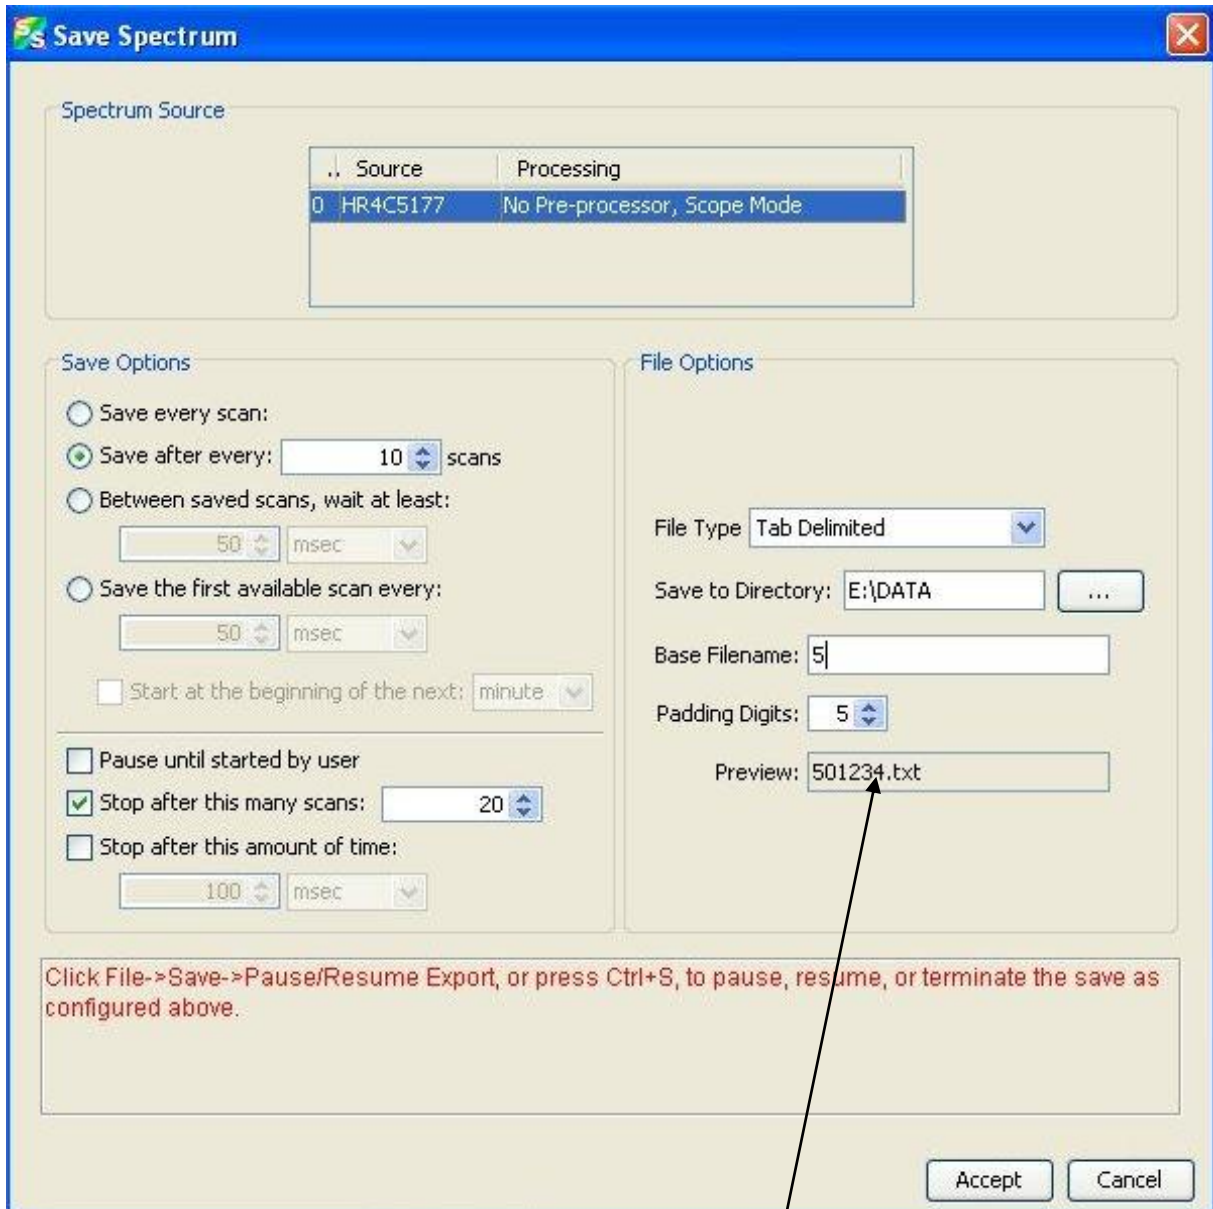 Save Spectrum
Spectrum Source
.. Source Processing
0 HR4C5177 No Pre-processor, Scope Mode
Save Options
Save every scan:
Save after every: 10 scans
Between saved scans, wait at least:
50 msec
Save the first available scan every:
50 msec
Start at the beginning of the next: minute
Pause until started by user
Stop after this many scans: 20
Stop after this amount of time:
100 msec
File Options
File Type Tab Delimited
Save to Directory: E:\DATA ...
Base Filename: 5
Padding Digits: 5
Preview: 501234.txt
Click File->Save->Pause/Resume Export, or press Ctrl+S, to pause, resume, or terminate the save as
configured above.
Accept Cancel